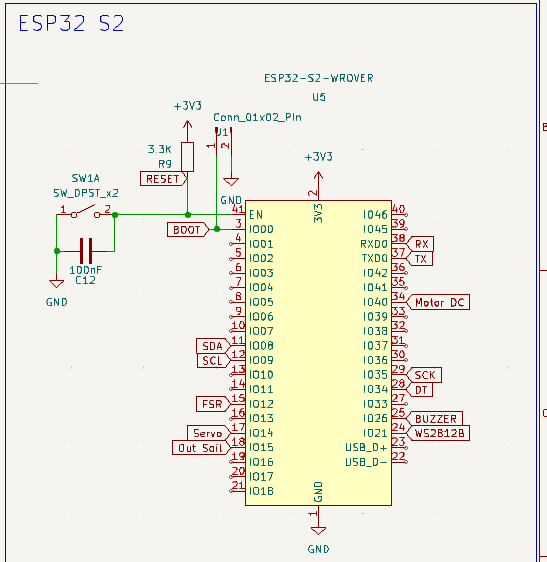 ESP32 S2
ESP32-S2-WROVER
U5
+3V3
Conn_01x02_Pin
U1
1
2
3.3K
R9
RESET
+3V3
SW1A
SW_DPST_x2
1
2
GND
100nF
C12
GND
BOOT
2
3V3
41 EN
3 IO00
4 IO01
5 IO02
6 IO03
7 IO04
8 IO05
9 IO06
10 IO07
SDA 11 IO08
SCL 12 IO09
13 IO10
14 IO11
FSR 15 IO12
16 IO13
Servo 17 IO14
Out Soil 18 IO15
19 IO16
20 IO17
21 IO18
IO46 40
IO45 39
RXD0 38 RX
TXD0 37 TX
IO42 36
IO41 35
IO40 34 Motor DC
IO39 33
IO38 32
IO37 31
IO36 30
IO35 29 SCK
IO34 28 DT
IO33 27
IO26 25 BUZZER
IO21 24 WS2812B
USB_D+ 23
USB_D- 22
GND
1
GND
B
C